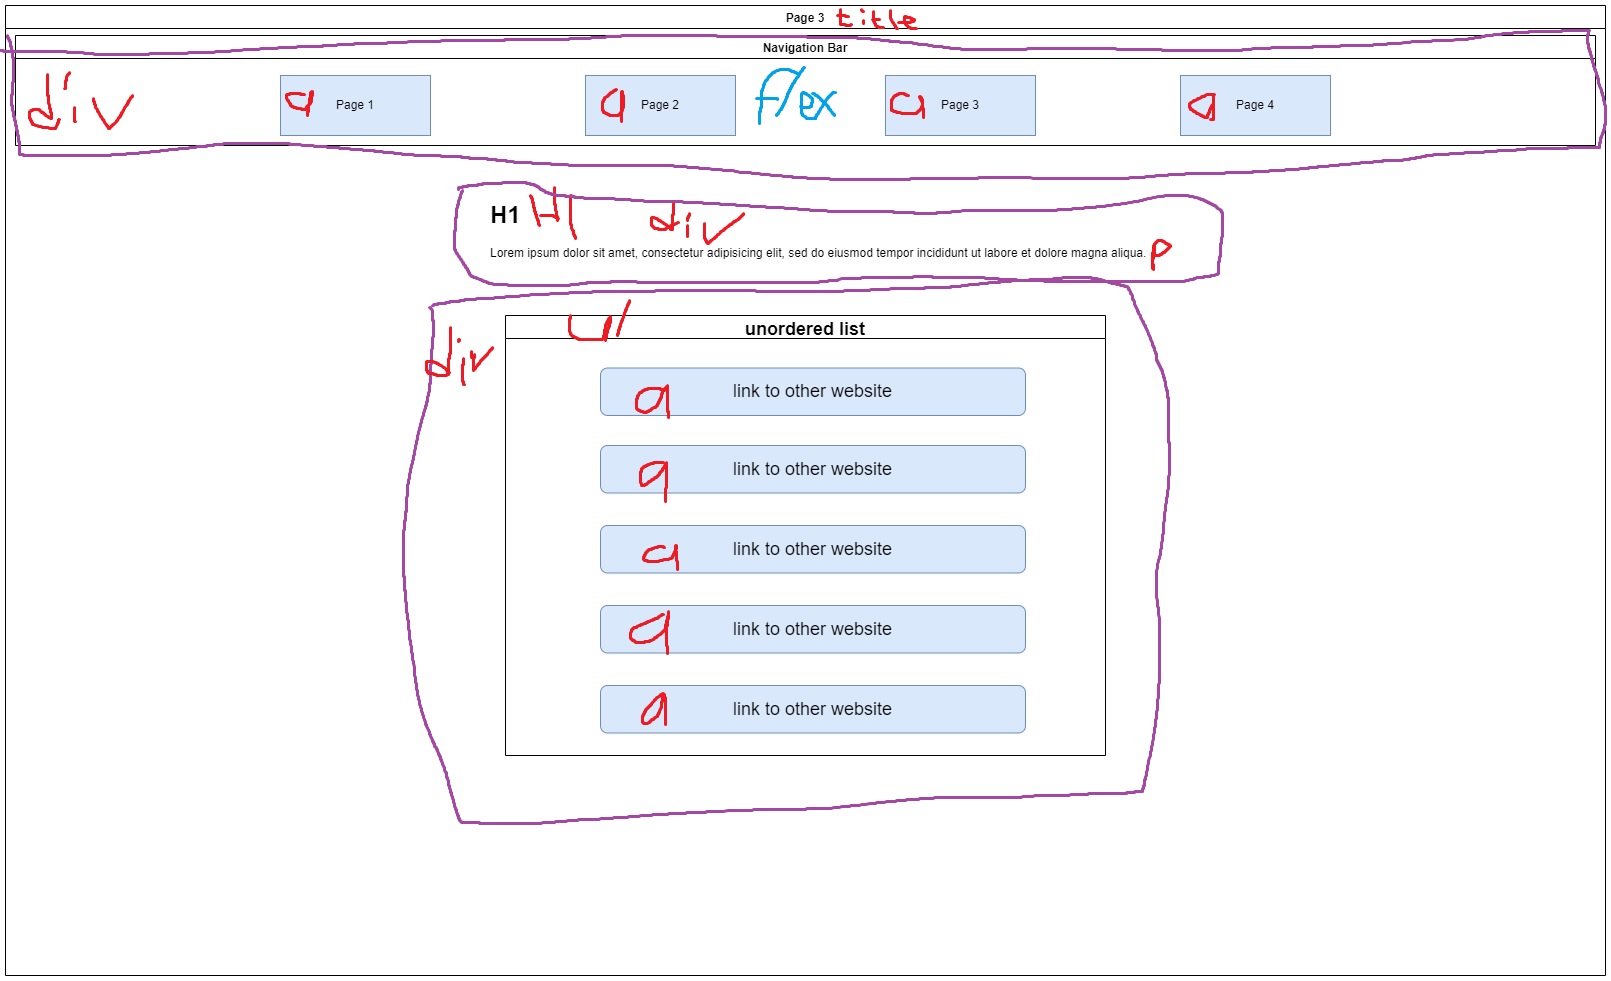 Page 3 title
Navigation Bar
div a Page 1 a Page 2 flex a Page 3 a Page 4
H1 H1 div
Lorem ipsum dolor sit amet, consectetur adipisicing elit, sed do eiusmod tempor incididunt ut labore et dolore magna aliqua. p
ul unordered list
div
a link to other website
a link to other website
a link to other website
a link to other website
a link to other website